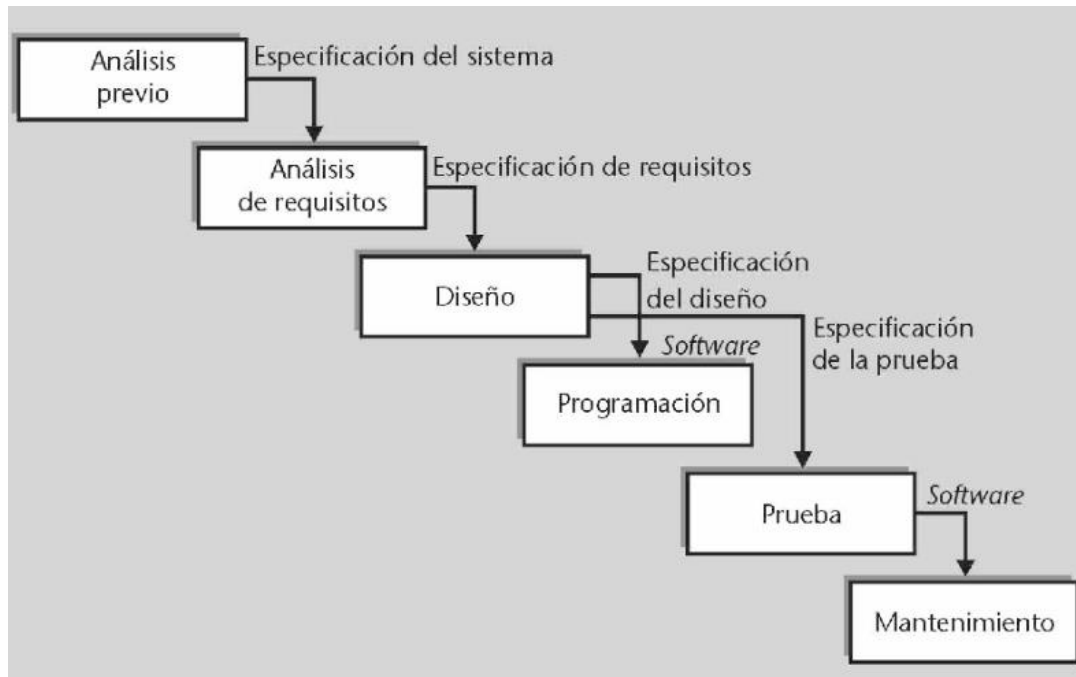 Análisis
previo
Especificación del sistema
Análisis
de requisitos
Especificación de requisitos
Diseño
Especificación
del diseño
Especificación
de la prueba
Software
Programación
Prueba
Software
Mantenimiento